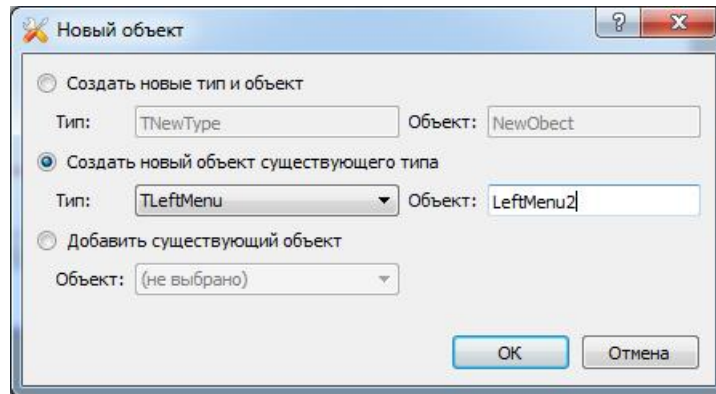 Новый объект
Создать новые тип и объект
Тип: TNewType Объект: NewObect
Создать новый объект существующего типа
Тип: TLeftMenu Объект: LeftMenu2
Добавить существующий объект
Объект: (не выбрано)
OK Отмена